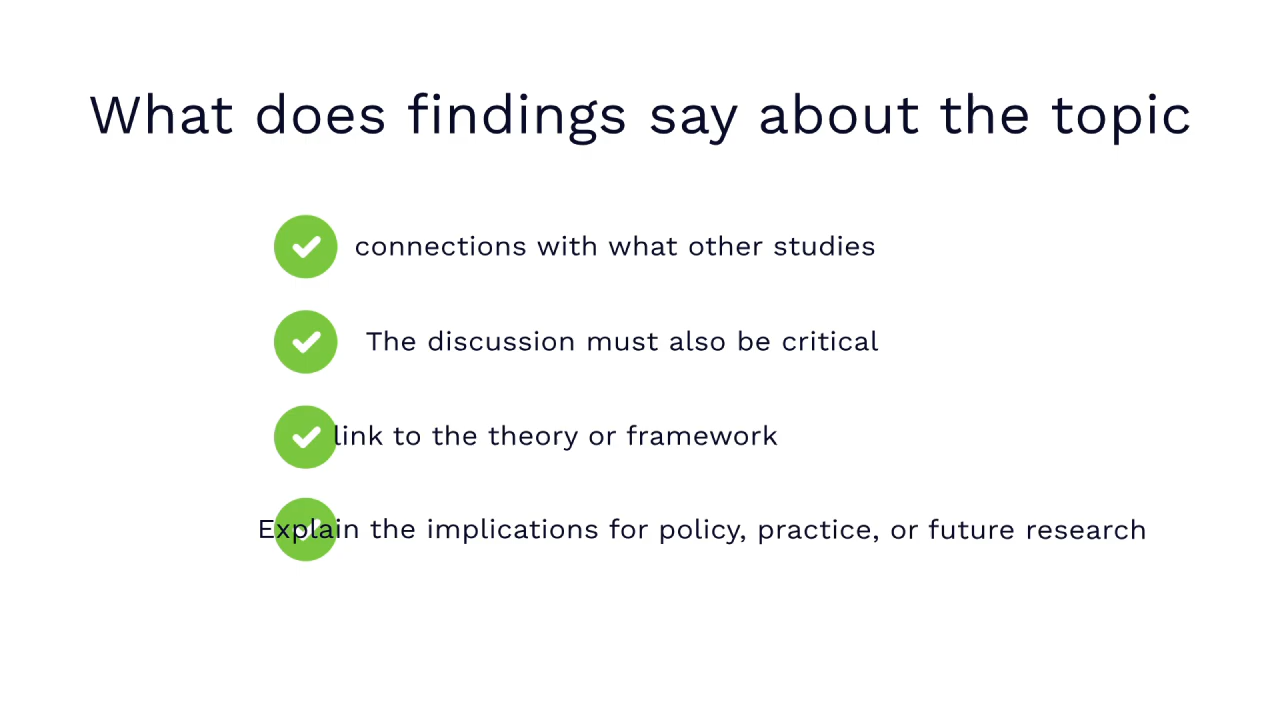 What does findings say about the topic
connections with what other studies
The discussion must also be critical
link to the theory or framework
Explain the implications for policy, practice, or future research